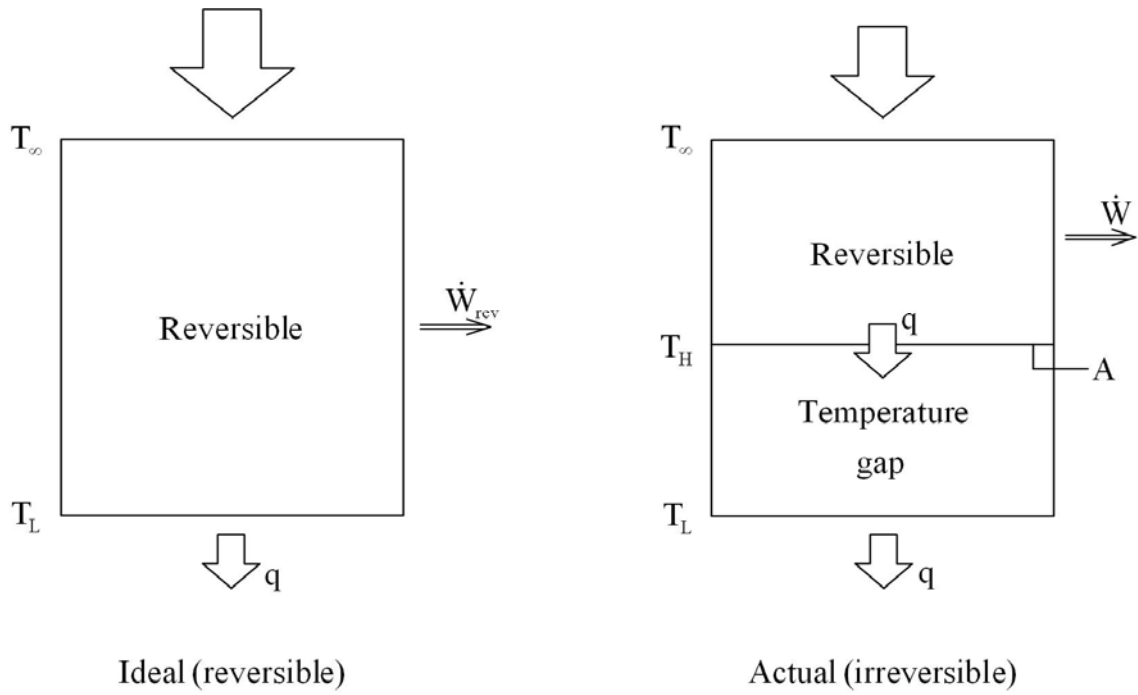 T∞
Reversible
Ẇrev
TL
q
Ideal (reversible)
T∞
Reversible
Ẇ
q
TH
A
Temperature
gap
TL
q
Actual (irreversible)